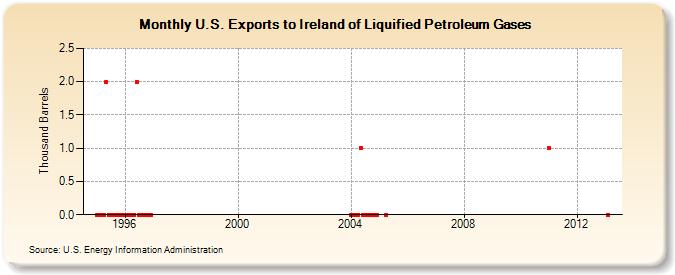 Monthly U.S. Exports to Ireland of Liquified Petroleum Gases
Thousand Barrels
2.5
2.0
1.5
1.0
0.5
0.0
1996 2000 2004 2008 2012
Source: U.S. Energy Information Administration